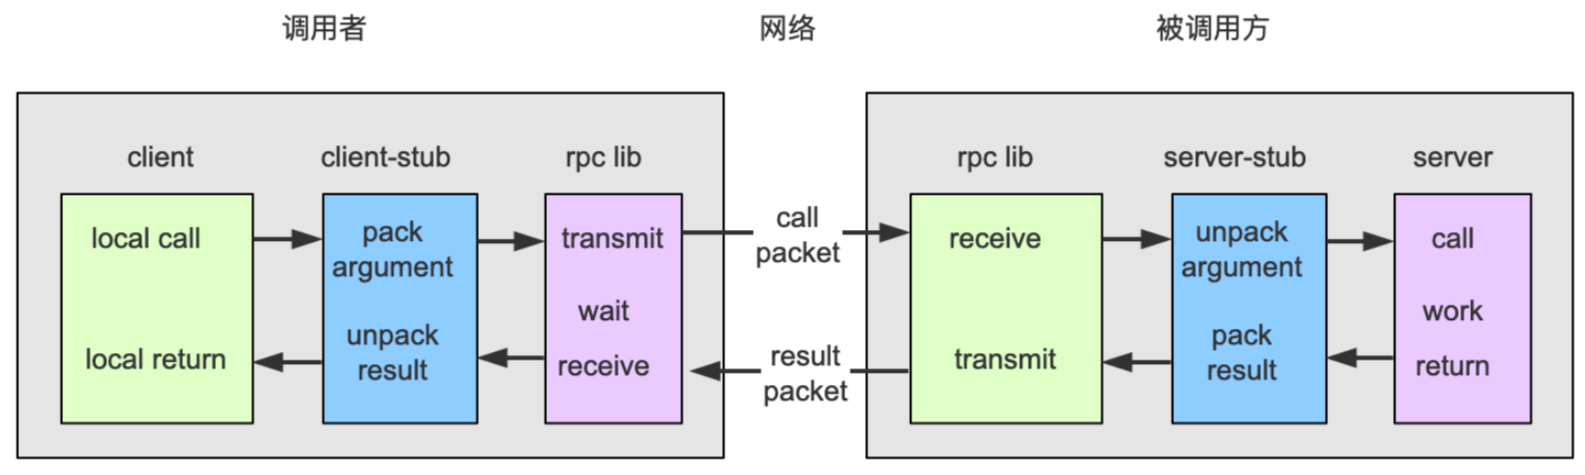 调用者
网络
被调用方
client
client-stub
rpc lib
rpc lib
server-stub
server
local call
pack
argument
transmit
call
packet
receive
unpack
argument
call
wait
work
local return
unpack
result
receive
result
packet
transmit
pack
result
return